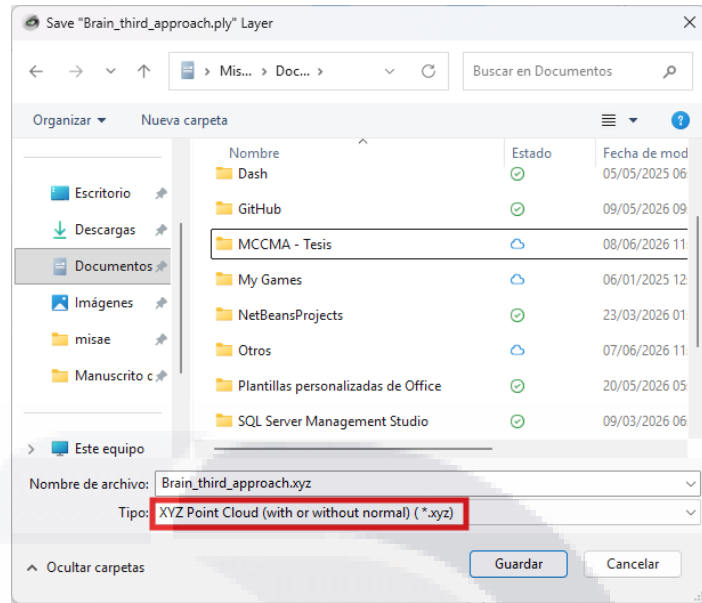 Save "Brain_third_approach.ply" Layer
Mis... > Doc... >
Buscar en Documentos
Organizar
Nueva carpeta
Nombre
Estado
Fecha de mod
Dash
05/05/2025 06:
Escritorio
GitHub
09/05/2026 09:
Descargas
MCCMA - Tesis
08/06/2026 11:
Documentos
My Games
06/01/2025 12:
Imágenes
NetBeansProjects
23/03/2026 01:
misae
Otros
07/06/2026 11:
Manuscrito c
Plantillas personalizadas de Office
20/05/2026 05:
SQL Server Management Studio
09/03/2026 06:
Este equipo
Nombre de archivo: Brain_third_approach.xyz
Tipo: XYZ Point Cloud (with or without normal) ( *.xyz)
Ocultar carpetas
Guardar
Cancelar